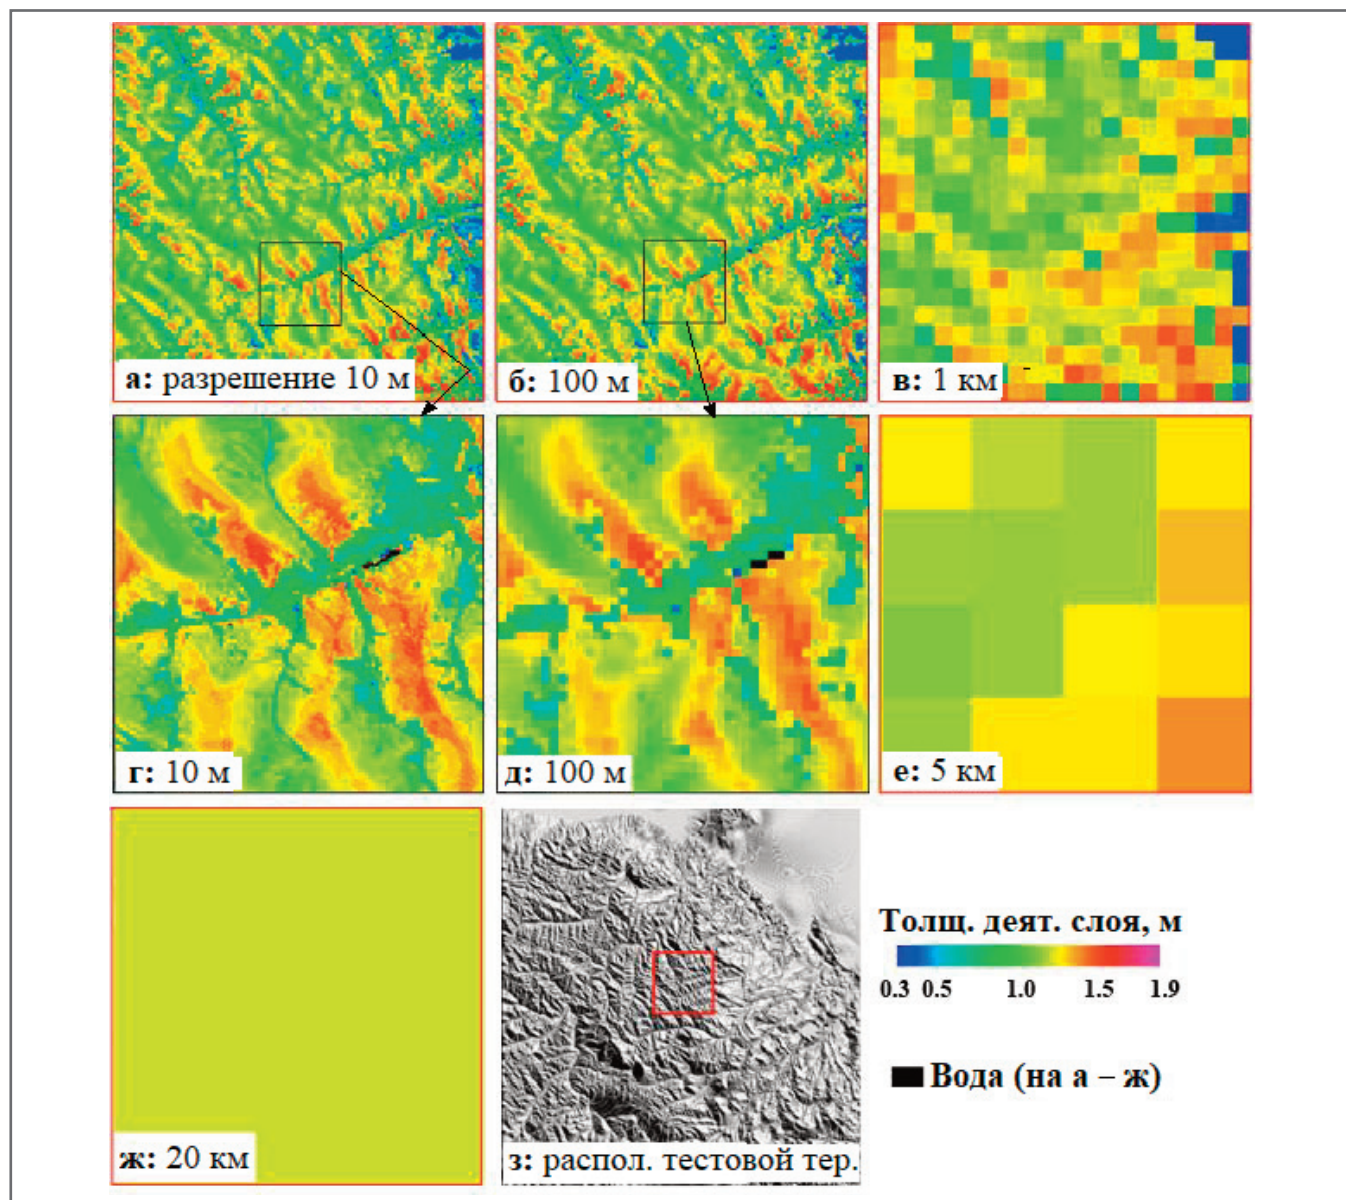 а: разрешение 10 м
б: 100 м
в: 1 км
г: 10 м
д: 100 м
е: 5 км
ж: 20 км
з: распол. тестовой тер.
Толщ. деят. слоя, м
0.3 0.5 1.0 1.5 1.9
Вода (на а – ж)